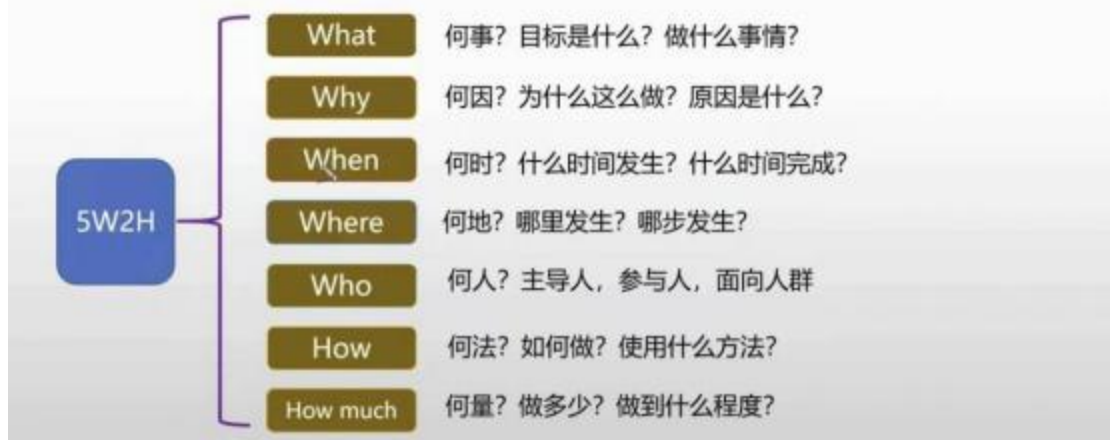 5W2H
What 何事？目标是什么？做什么事情？
Why 何因？为什么这么做？原因是什么？
When 何时？什么时间发生？什么时间完成？
Where 何地？哪里发生？哪步发生？
Who 何人？主导人，参与人，面向人群
How 何法？如何做？使用什么方法？
How much 何量？做多少？做到什么程度？